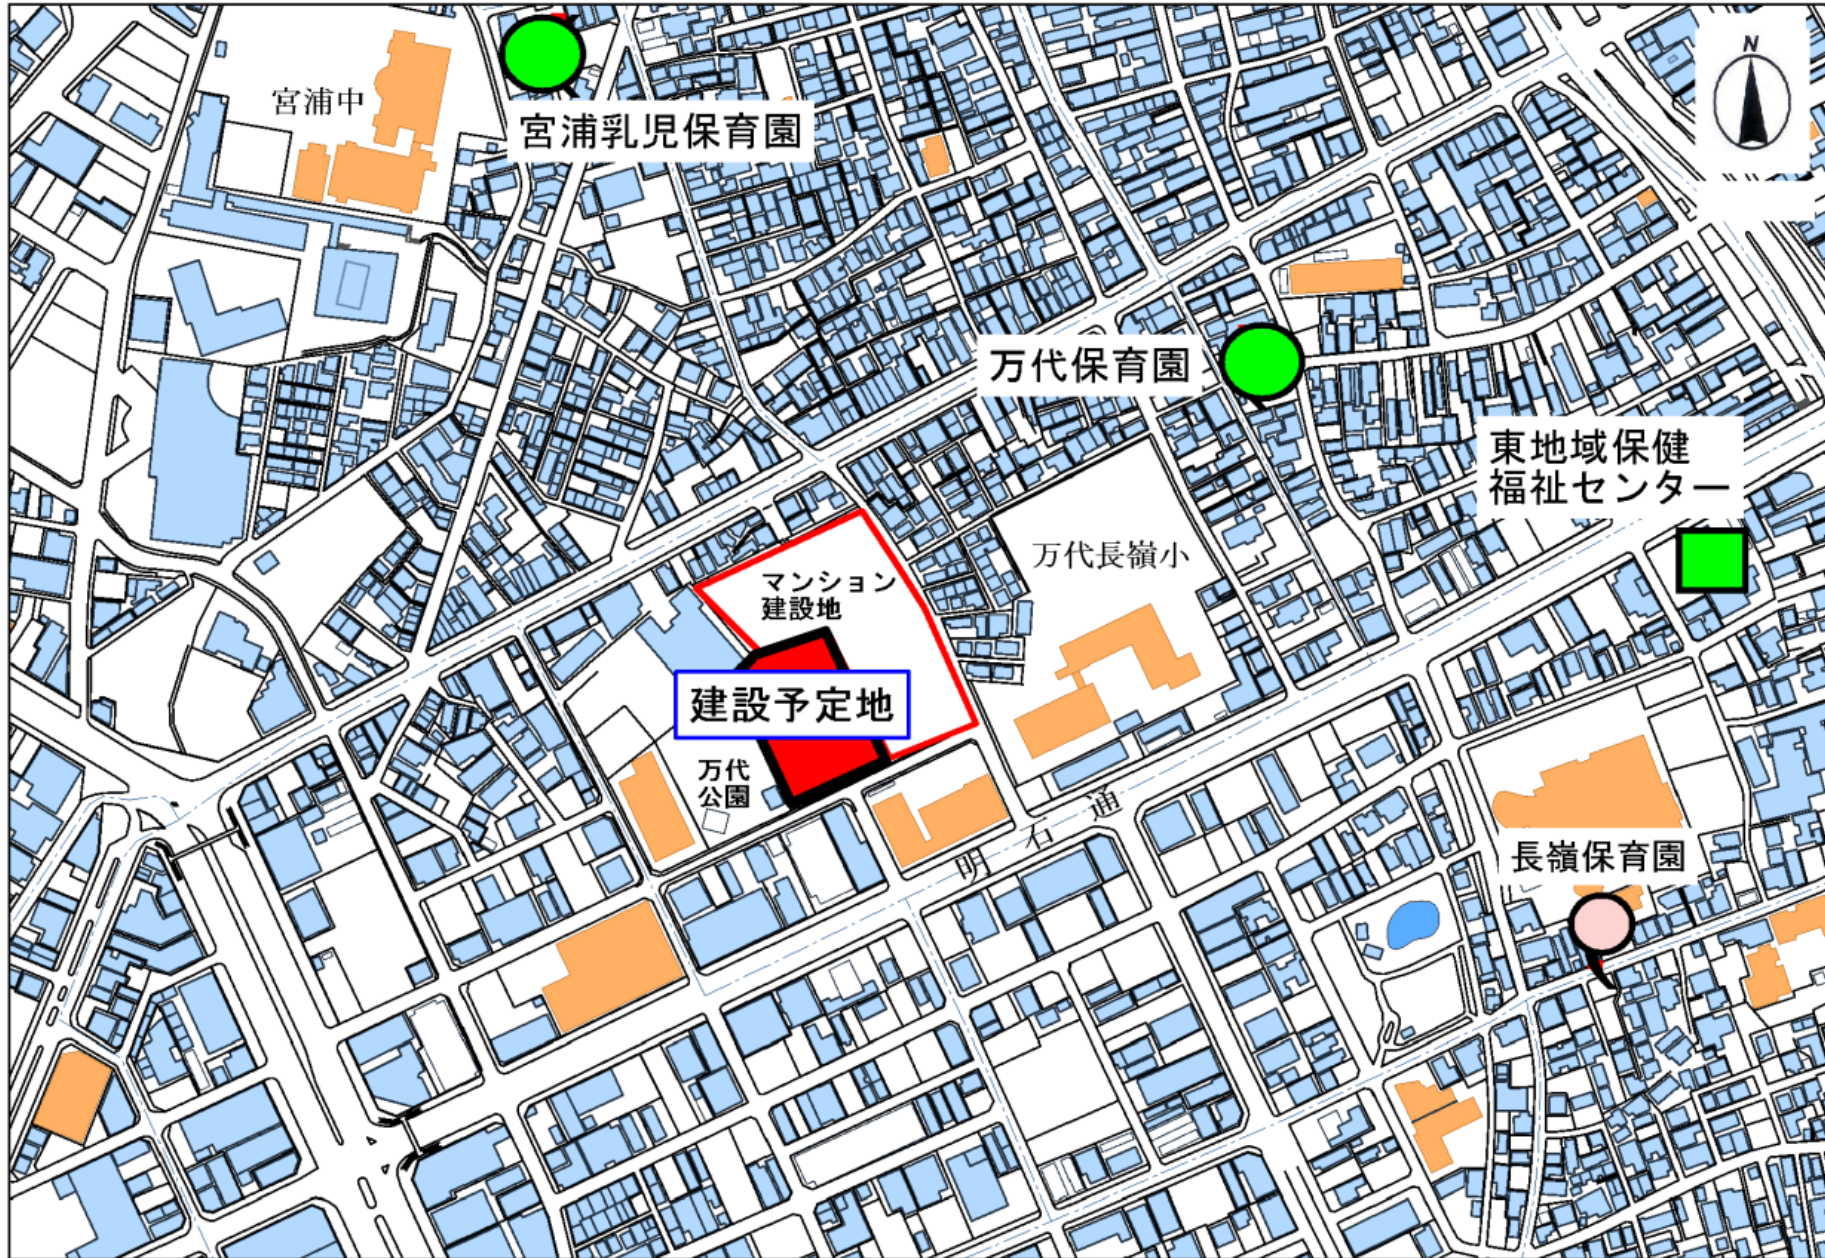 N
宮浦中
宮浦乳児保育園
万代保育園
東地域保健
福祉センター
万代長嶺小
マンション
建設地
建設予定地
万代
公園
明石通
長嶺保育園